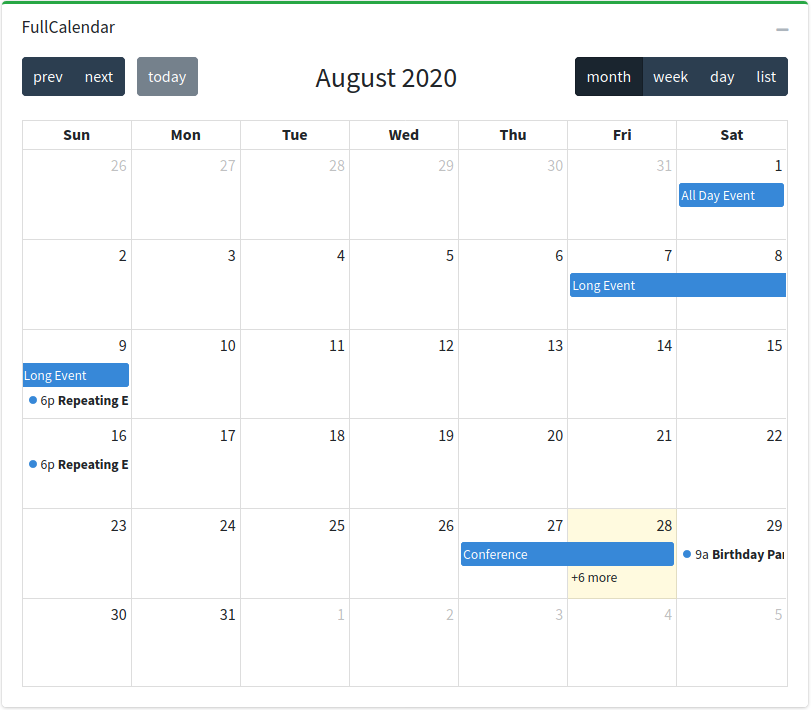 FullCalendar
prev next today August 2020 month week day list
Sun Mon Tue Wed Thu Fri Sat
26 27 28 29 30 31 1
All Day Event
2 3 4 5 6 7 8
Long Event
9 10 11 12 13 14 15
Long Event
6p Repeating E
16 17 18 19 20 21 22
6p Repeating E
23 24 25 26 27 28 29
Conference 9a Birthday Par
+6 more
30 31 1 2 3 4 5